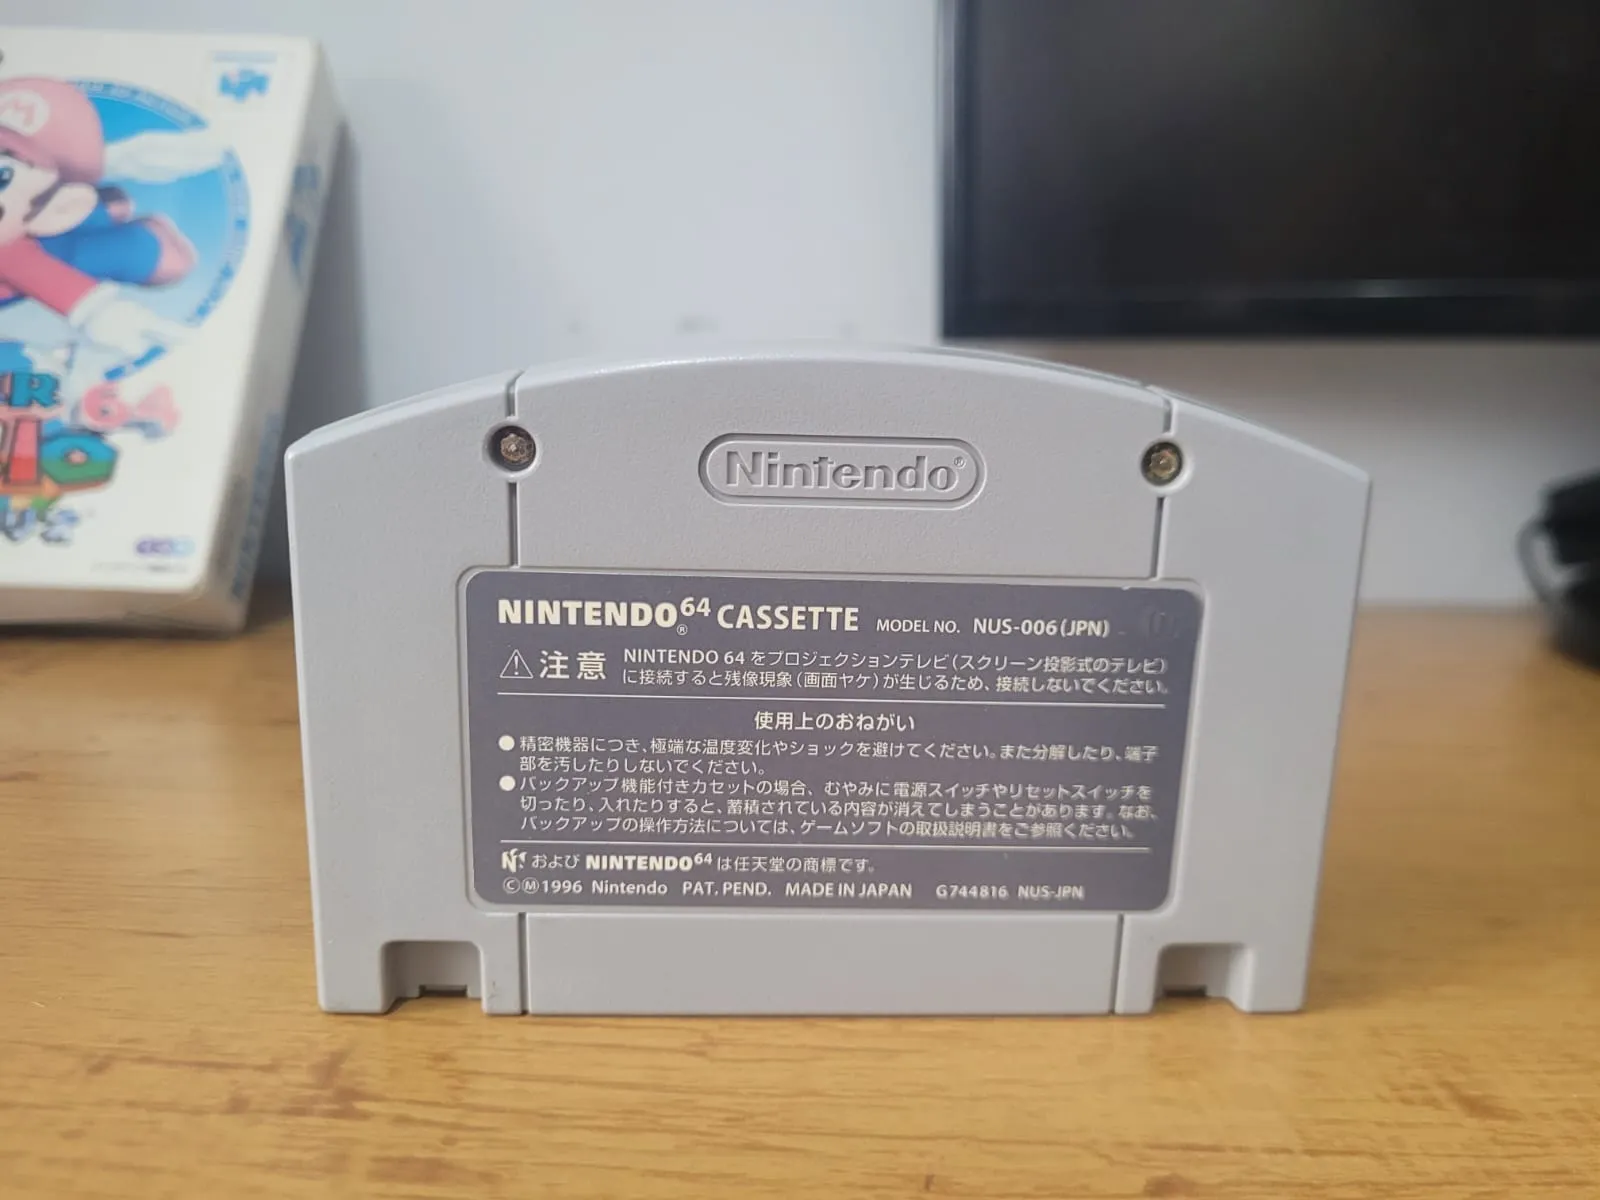 64
Nintendo®
NINTENDO®64 CASSETTE MODEL NO. NUS-006(JPN)
⚠注意 NINTENDO 64 をプロジェクションテレビ(スクリーン投影式のテレビ)
に接続すると残像現象(画面ヤケ)が生じるため、接続しないでください。
使用上のおねがい
●精密機器につき、極端な温度変化やショックを避けてください。また分解したり、端子
部を汚したりしないでください。
●バックアップ機能付きカセットの場合、むやみに電源スイッチやリセットスイッチを
切ったり、入れたりすると、蓄積されている内容が消えてしまうことがあります。なお、
バックアップの操作方法については、ゲームソフトの取扱説明書をご参照ください。
および NINTENDO64 は任天堂の商標です。
©Ⓜ1996 Nintendo PAT. PEND. MADE IN JAPAN G744816 NUS-JPN